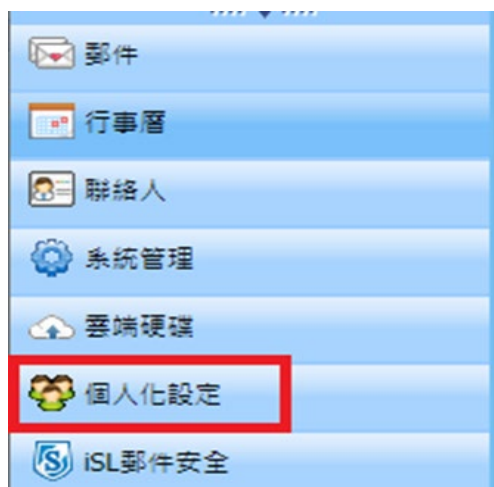 郵件
行事曆
聯絡人
系統管理
雲端硬碟
個人化設定
iSL郵件安全